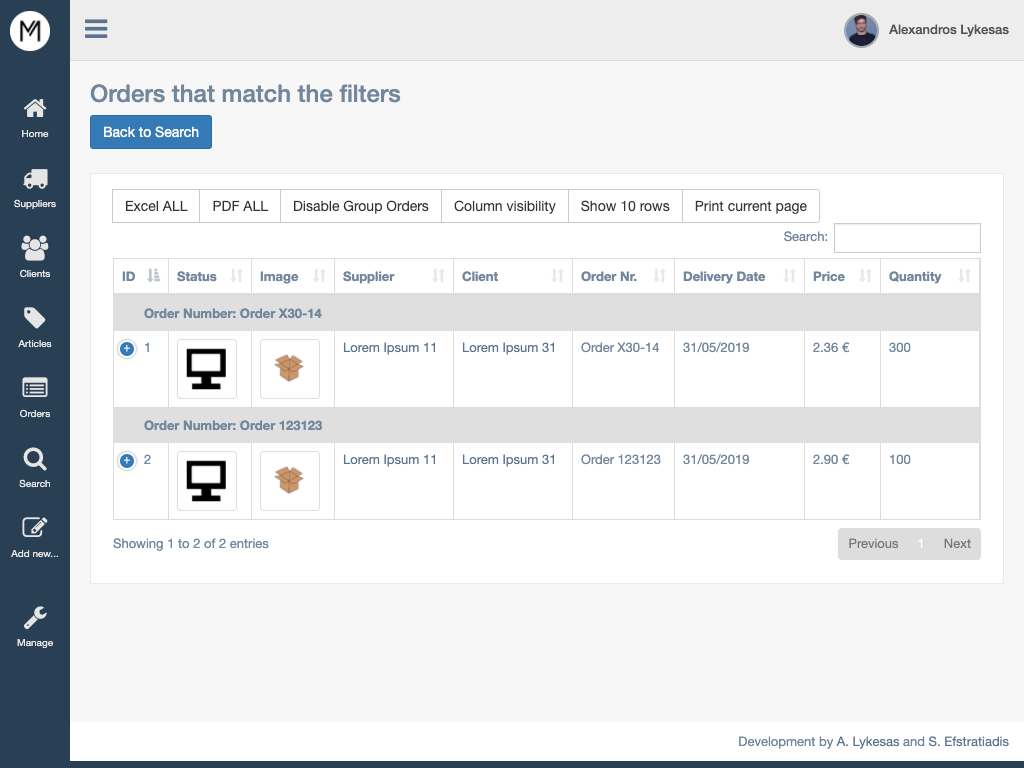 M
Alexandros Lykesas
Home
Suppliers
Clients
Articles
Orders
Search
Add new...
Manage
Orders that match the filters
Back to Search
Excel ALL PDF ALL Disable Group Orders Column visibility Show 10 rows Print current page
Search:
ID Status Image Supplier Client Order Nr. Delivery Date Price Quantity
Order Number: Order X30-14
1 Lorem Ipsum 11 Lorem Ipsum 31 Order X30-14 31/05/2019 2.36 € 300
Order Number: Order 123123
2 Lorem Ipsum 11 Lorem Ipsum 31 Order 123123 31/05/2019 2.90 € 100
Showing 1 to 2 of 2 entries
Previous 1 Next
Development by A. Lykesas and S. Efstratiadis